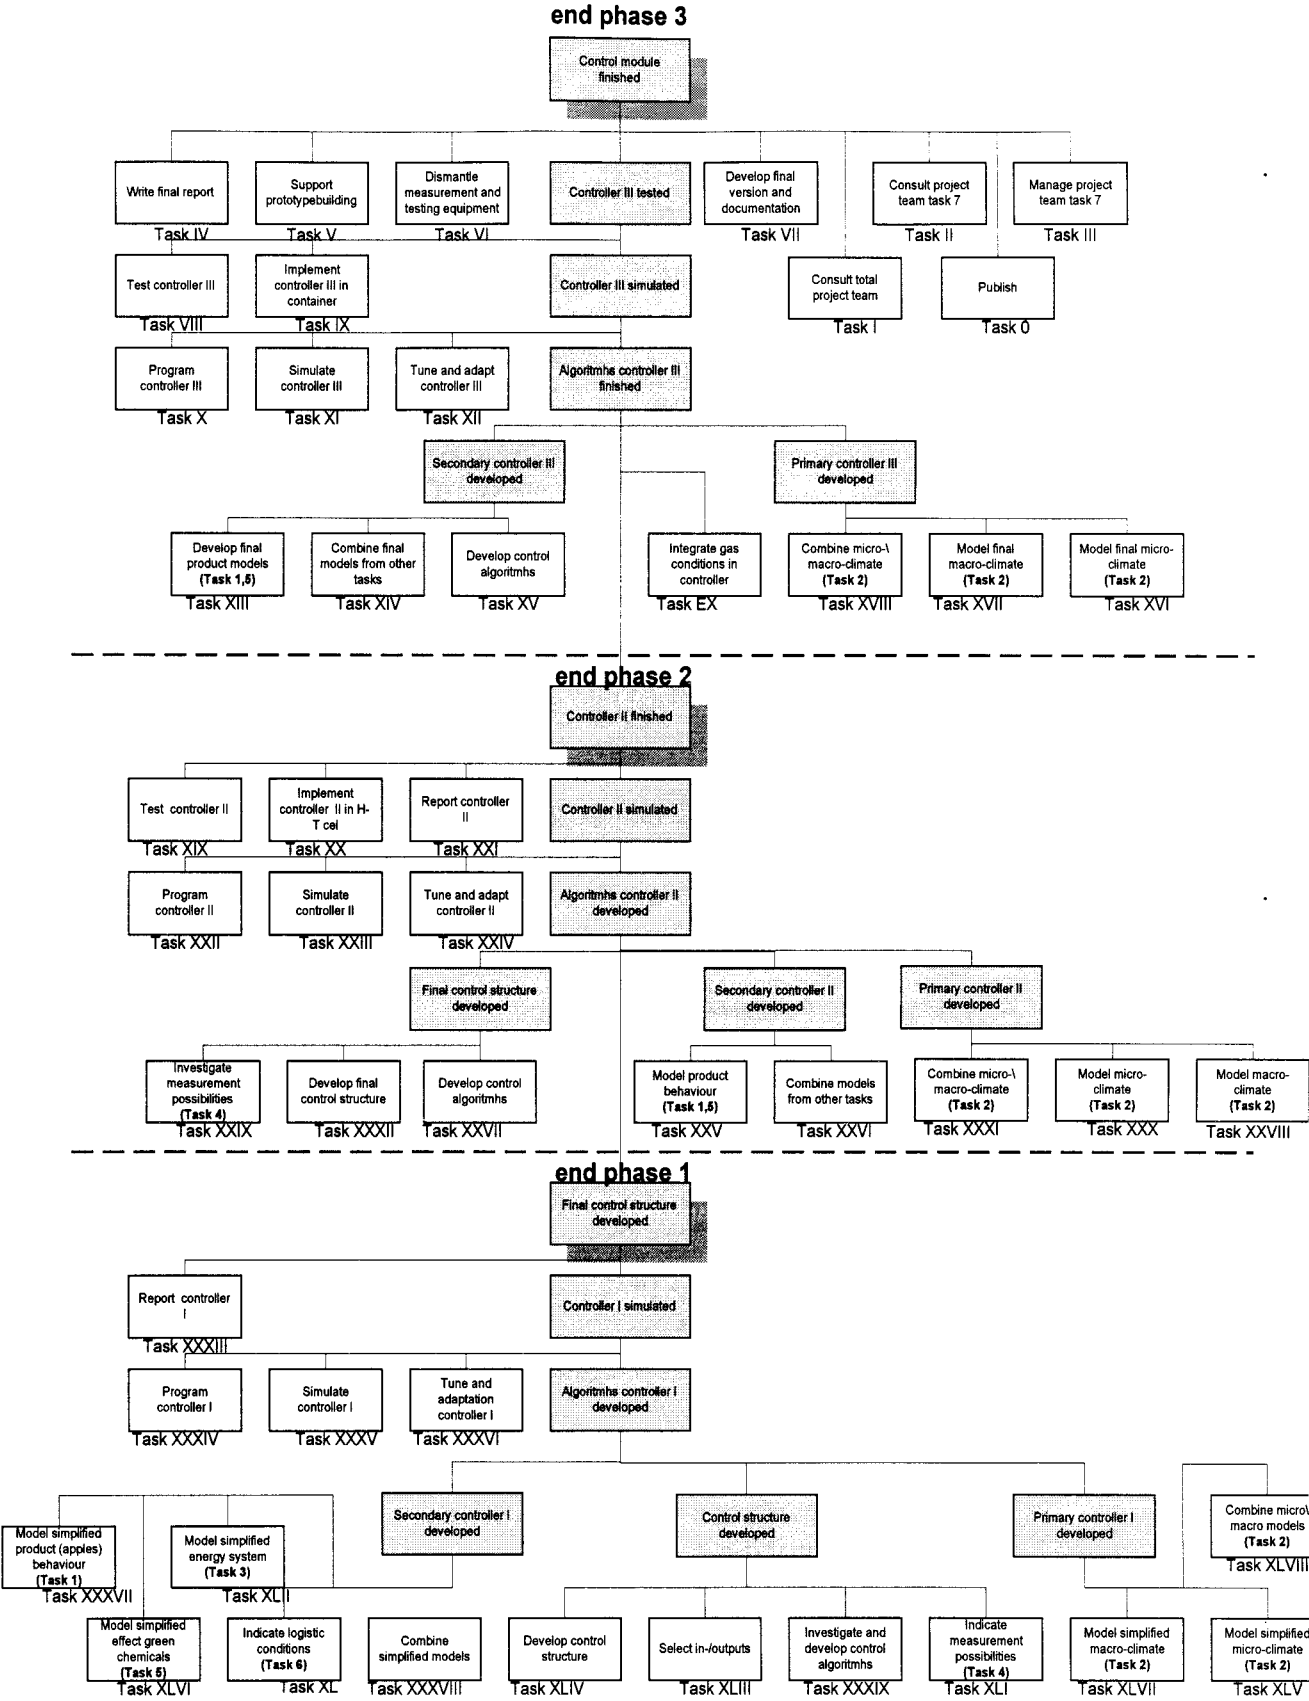 end phase 3
Control module
finished
Write final report
Task IV
Support
prototypebuilding
Task V
Dismantle
measurement and
testing equipment
Task VI
Controller III tested
Develop final
version and
documentation
Task VII
Consult project
team task 7
Task II
Manage project
team task 7
Task III
Test controller III
Task VIII
Implement
controller III in
container
Task IX
Controller III simulated
Consult total
project team
Task I
Publish
Task 0
Program
controller III
Task X
Simulate
controller III
Task XI
Tune and adapt
controller III
Task XII
Algoritmhs controller III
finished
Secondary controller III
developed
Primary controller III
developed
Develop final
product models
(Task 1,5)
Task XIII
Combine final
models from other
tasks
Task XIV
Develop control
algoritmhs
Task XV
Integrate gas
conditions in
controller
Task EX
Combine micro-\
macro-climate
(Task 2)
Task XVIII
Model final
macro-climate
(Task 2)
Task XVII
Model final micro-
climate
(Task 2)
Task XVI
end phase 2
Controller II finished
Test controller II
Task XIX
Implement
controller II in H-
T cel
Task XX
Report controller
II
Task XXI
Controller II simulated
Program
controller II
Task XXII
Simulate
controller II
Task XXIII
Tune and adapt
controller II
Task XXIV
Algoritmhs controller II
developed
Final control structure
developed
Secondary controller II
developed
Primary controller II
developed
Investigate
measurement
possibilities
(Task 4)
Task XXIX
Develop final
control structure
Task XXXII
Develop control
algoritmhs
Task XXVII
Model product
behaviour
(Task 1,5)
Task XXV
Combine models
from other tasks
Task XXVI
Combine micro-\
macro-climate
(Task 2)
Task XXXI
Model micro-
climate
(Task 2)
Task XXX
Model macro-
climate
(Task 2)
Task XXVIII
end phase 1
Final control structure
developed
Report controller
I
Task XXXIII
Controller I simulated
Program
controller I
Task XXXIV
Simulate
controller I
Task XXXV
Tune and
adaptation
controller I
Task XXXVI
Algoritmhs controller I
developed
Secondary controller I
developed
Control structure
developed
Primary controller I
developed
Combine micro\
macro models
(Task 2)
Task XLVIII
Model simplified
product (apples)
behaviour
(Task 1)
Task XXXVII
Model simplified
energy system
(Task 3)
Task XLII
Model simplified
effect green
chemicals
(Task 5)
Task XLVI
Indicate logistic
conditions
(Task 6)
Task XL
Combine
simplified models
Task XXXVIII
Develop control
structure
Task XLIV
Select in-/outputs
Task XLIII
Investigate and
develop control
algoritmhs
Task XXXIX
Indicate
measurement
possibilities
(Task 4)
Task XLI
Model simplified
macro-climate
(Task 2)
Task XLVII
Model simplified
micro-climate
(Task 2)
Task XLV